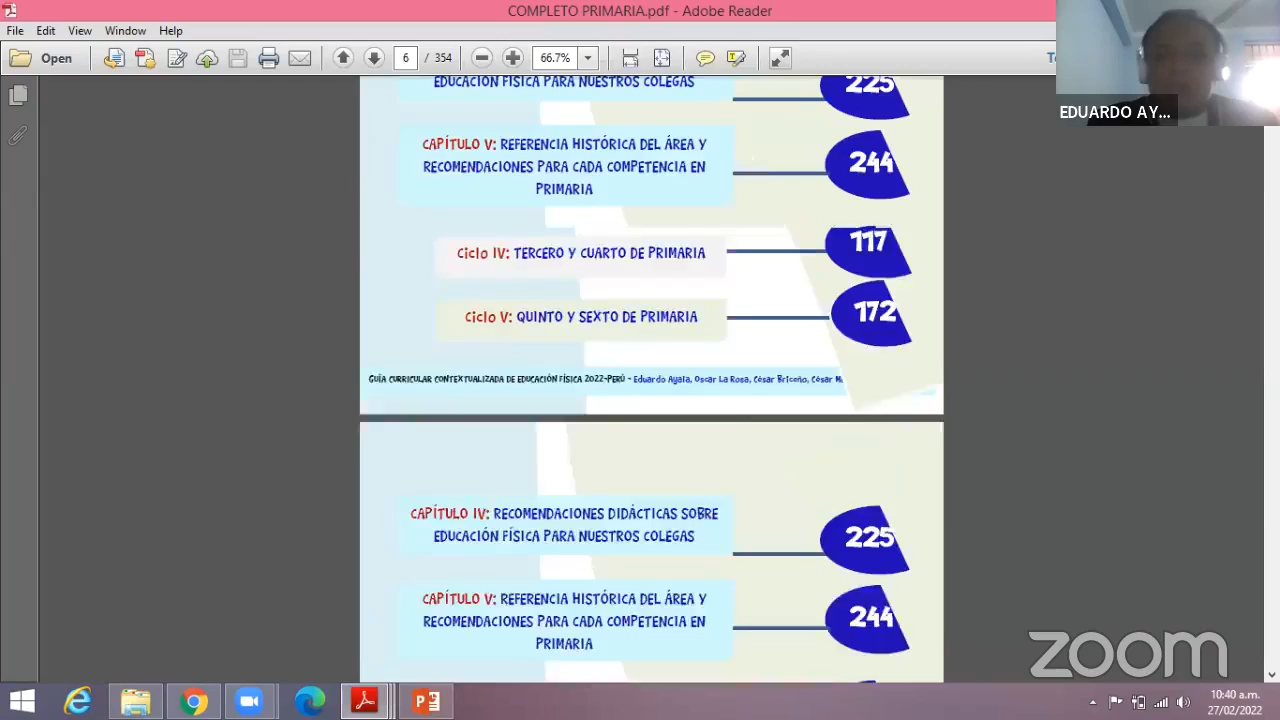 COMPLETO PRIMARIA.pdf - Adobe Reader
File Edit View Window Help
Open 6 / 354 66.7%
EDUARDO AY...
EDUCACIÓN FÍSICA PARA NUESTROS COLEGAS 225
CAPÍTULO V: REFERENCIA HISTÓRICA DEL ÁREA Y
RECOMENDACIONES PARA CADA COMPETENCIA EN
PRIMARIA
244
Ciclo IV: TERCERO Y CUARTO DE PRIMARIA 117
Ciclo V: QUINTO Y SEXTO DE PRIMARIA 172
GUÍA CURRICULAR CONTEXTUALIZADA DE EDUCACIÓN FÍSICA 2022-PERÚ - Eduardo Ayala, Oscar La Rosa, César Briceño, César
CAPÍTULO IV: RECOMENDACIONES DIDÁCTICAS SOBRE
EDUCACIÓN FÍSICA PARA NUESTROS COLEGAS
225
CAPÍTULO V: REFERENCIA HISTÓRICA DEL ÁREA Y
RECOMENDACIONES PARA CADA COMPETENCIA EN
PRIMARIA
244
zoom
10:40 a.m.
27/02/2022